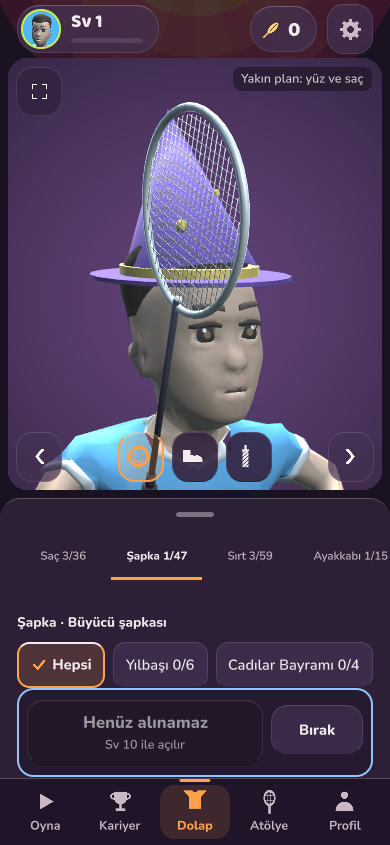 Sv 1
0
Yakın plan: yüz ve saç
Saç 3/36
Şapka 1/47
Sırt 3/59
Ayakkabı 1/15
Şapka · Büyücü şapkası
Hepsi
Yılbaşı 0/6
Cadılar Bayramı 0/4
Henüz alınamaz
Sv 10 ile açılır
Bırak
Oyna
Kariyer
Dolap
Atölye
Profil